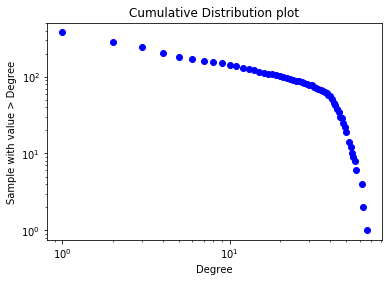 Cumulative Distribution plot
Sample with value > Degree
10²
10¹
10⁰
10⁰
10¹
Degree